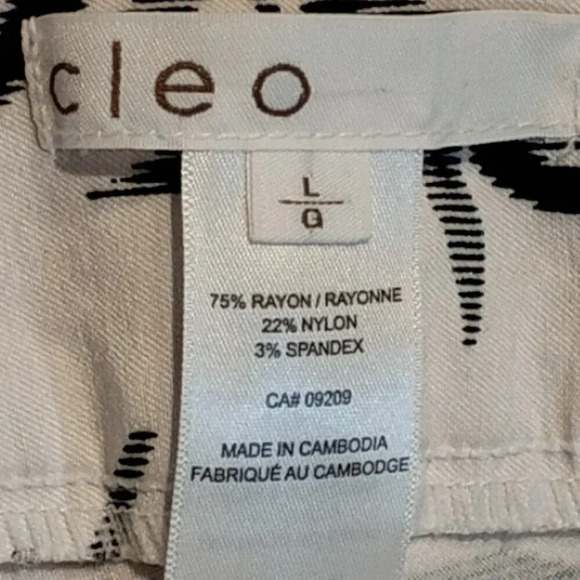 cleo
L
G
75% RAYON / RAYONNE
22% NYLON
3% SPANDEX
CA# 09209
MADE IN CAMBODIA
FABRIQUÉ AU CAMBODGE